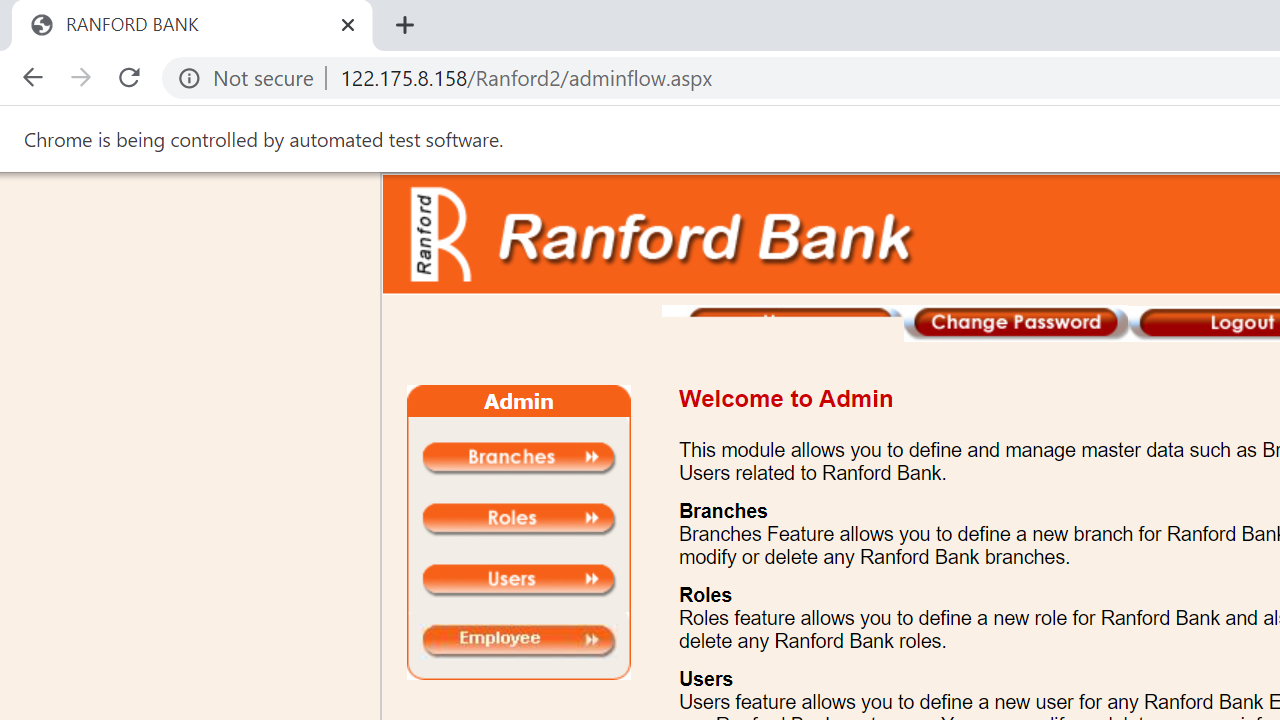 RANFORD BANK
Not secure
122.175.8.158/Ranford2/adminflow.aspx
Chrome is being controlled by automated test software.
Ranford
Ranford Bank
Change Password
Logout
Admin
Branches
Roles
Users
Employee
Welcome to Admin
This module allows you to define and manage master data such as Br
Users related to Ranford Bank.
Branches
Branches Feature allows you to define a new branch for Ranford Bank
modify or delete any Ranford Bank branches.
Roles
Roles feature allows you to define a new role for Ranford Bank and al
delete any Ranford Bank roles.
Users
Users feature allows you to define a new user for any Ranford Bank E